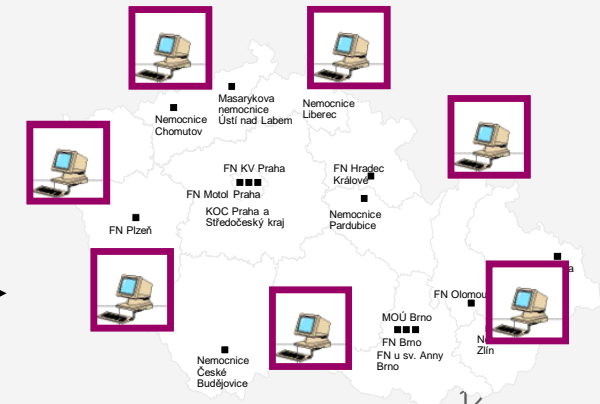 Masarykova
nemocnice
Ústí nad Labem
Nemocnice
Chomutov
Nemocnice
Liberec
FN KV Praha
FN Motol Praha
KOC Praha a
Středočeský kraj
FN Hradec
Králové
Nemocnice
Pardubice
FN Plzeň
FN Olomou
MOÚ Brno
FN Brno
FN u sv. Anny
Brno
Zlín
Nemocnice
České
Budějovice